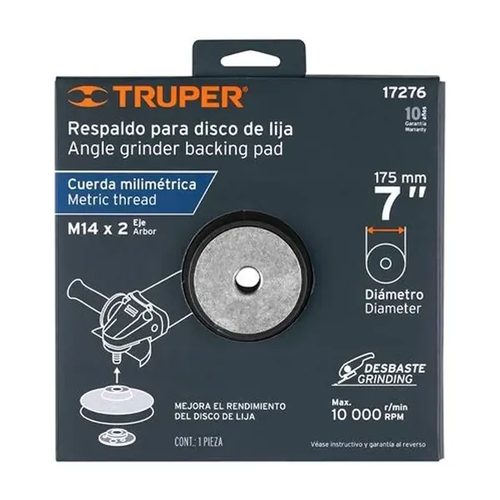 TRUPER
17276
10 años
Garantía
Warranty
Respaldo para disco de lija
Angle grinder backing pad
Cuerda milimétrica
Metric thread
M14 x 2 Eje
Arbor
175 mm
7"
Diámetro
Diameter
DESBASTE
GRINDING
MEJORA EL RENDIMIENTO
DEL DISCO DE LIJA
CONT.: 1 PIEZA
Max. r/min
10 000 RPM
Véase instructivo y garantía al reverso